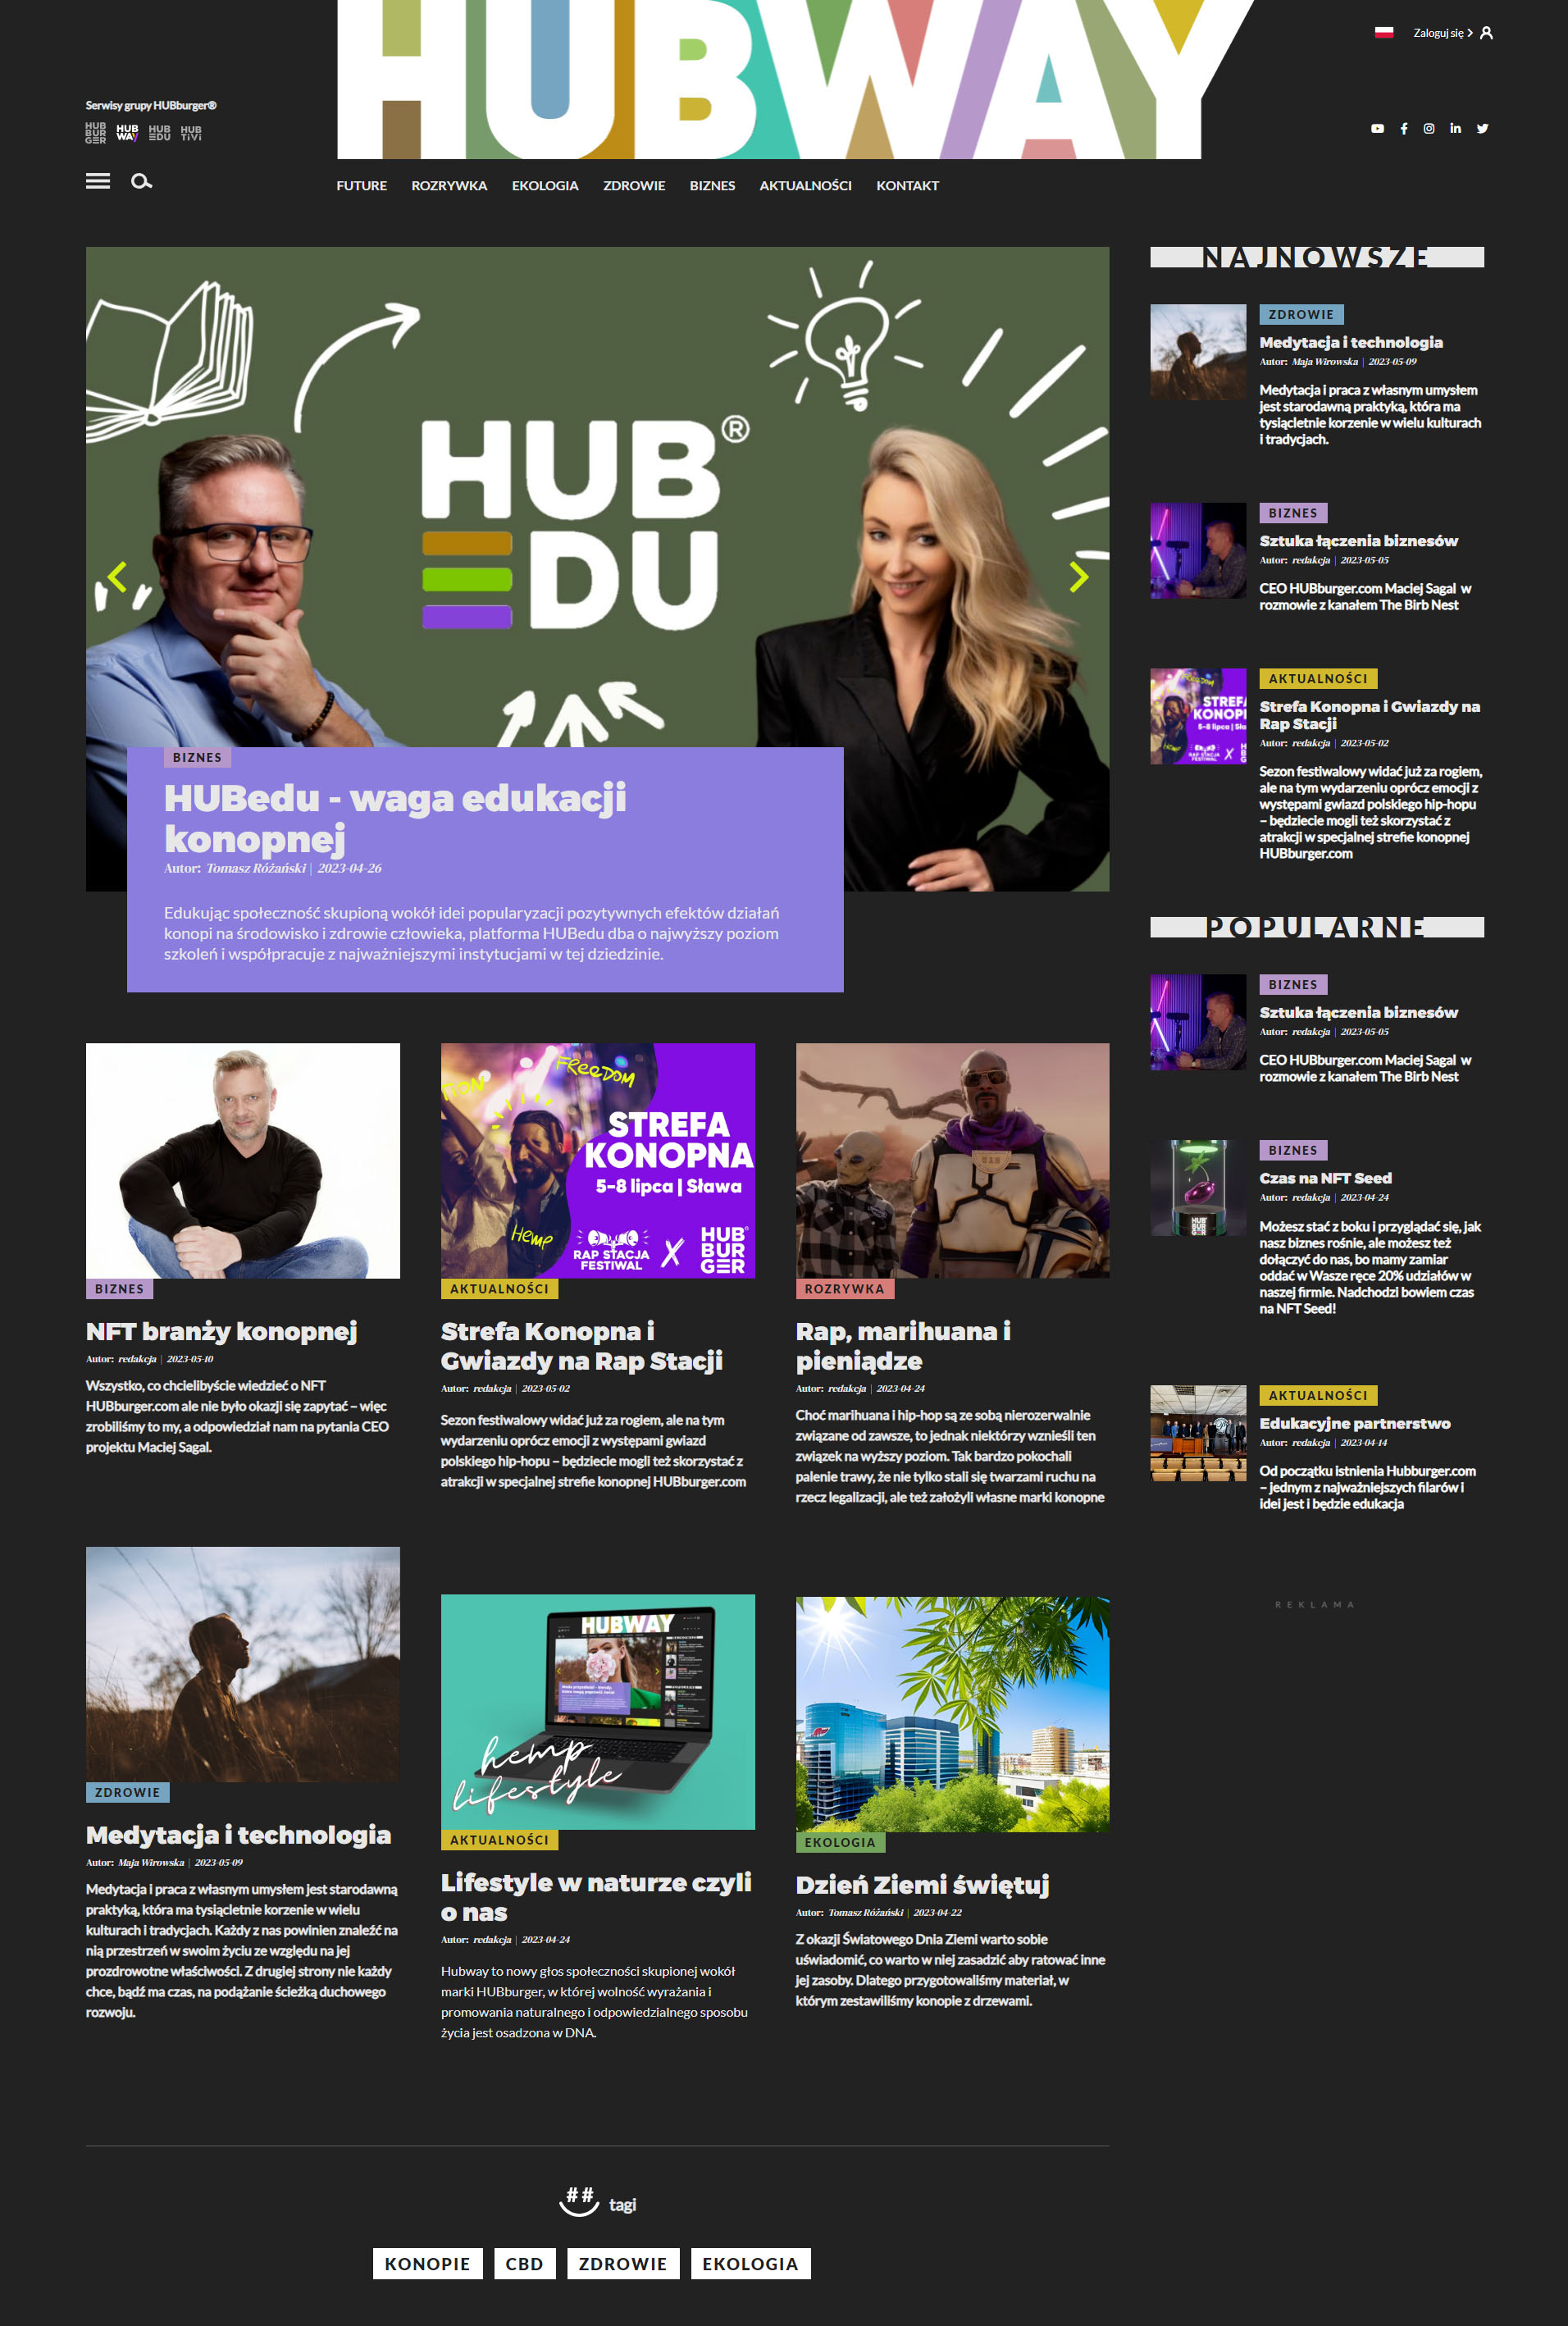 HUBWAY
Zaloguj się
Serwisy grupy HUBburger®
HUB BUR GER
HUB WAY
HUB EDU
HUB TiVi
FUTURE ROZRYWKA EKOLOGIA ZDROWIE BIZNES AKTUALNOŚCI KONTAKT
HUB®
EDU
BIZNES
HUBedu - waga edukacji
konopnej
Autor: Tomasz Różański | 2023-04-26
Edukując społeczność skupioną wokół idei popularyzacji pozytywnych efektów działań
konopi na środowisko i zdrowie człowieka, platforma HUBedu dba o najwyższy poziom
szkoleń i współpracuje z najważniejszymi instytucjami w tej dziedzinie.
NAJNOWSZE
ZDROWIE
Medytacja i technologia
Autor: Maja Wirowska | 2023-05-09
Medytacja i praca z własnym umysłem
jest starodawną praktyką, która ma
tysiącletnie korzenie w wielu kulturach
i tradycjach.
BIZNES
Sztuka łączenia biznesów
Autor: redakcja | 2023-05-05
CEO HUBburger.com Maciej Sagal w
rozmowie z kanałem The Birb Nest
FREEDOM
STREFA
KONOP
5-8 lipca | Sła
RAP STACJA
FESTIWAL X
AKTUALNOŚCI
Strefa Konopna i Gwiazdy na
Rap Stacji
Autor: redakcja | 2023-05-02
Sezon festiwalowy widać już za rogiem,
ale na tym wydarzeniu oprócz emocji z
występami gwiazd polskiego hip-hopu
– będziecie mogli też skorzystać z
atrakcji w specjalnej strefie konopnej
HUBburger.com
POPULARNE
BIZNES
Sztuka łączenia biznesów
Autor: redakcja | 2023-05-05
CEO HUBburger.com Maciej Sagal w
rozmowie z kanałem The Birb Nest
HUB
BUR
GER
BIZNES
Czas na NFT Seed
Autor: redakcja | 2023-04-24
Możesz stać z boku i przyglądać się, jak
nasz biznes rośnie, ale możesz też
dołączyć do nas, bo mamy zamiar
oddać w Wasze ręce 20% udziałów w
naszej firmie. Nadchodzi bowiem czas
na NFT Seed!
AKTUALNOŚCI
Edukacyjne partnerstwo
Autor: redakcja | 2023-04-14
Od początku istnienia Hubburger.com
– jednym z najważniejszych filarów i
idei jest i będzie edukacja
REKLAMA
BIZNES
NFT branży konopnej
Autor: redakcja | 2023-05-10
Wszystko, co chcielibyście wiedzieć o NFT
HUBburger.com ale nie było okazji się zapytać – więc
zrobiliśmy to my, a odpowiedział nam na pytania CEO
projektu Maciej Sagal.
TION
FREEDOM
STREFA
KONOPNA
5-8 lipca | Sława
HEMP
RAP STACJA
FESTIWAL
X
HUB®
BUR
GER
AKTUALNOŚCI
Strefa Konopna i
Gwiazdy na Rap Stacji
Autor: redakcja | 2023-05-02
Sezon festiwalowy widać już za rogiem, ale na tym
wydarzeniu oprócz emocji z występami gwiazd
polskiego hip-hopu – będziecie mogli też skorzystać z
atrakcji w specjalnej strefie konopnej HUBburger.com
ROZRYWKA
Rap, marihuana i
pieniądze
Autor: redakcja | 2023-04-24
Choć marihuana i hip-hop są ze sobą nierozerwalnie
związane od zawsze, to jednak niektórzy wznieśli ten
związek na wyższy poziom. Tak bardzo pokochali
palenie trawy, że nie tylko stali się twarzami ruchu na
rzecz legalizacji, ale też założyli własne marki konopne
ZDROWIE
Medytacja i technologia
Autor: Maja Wirowska | 2023-05-09
Medytacja i praca z własnym umysłem jest starodawną
praktyką, która ma tysiącletnie korzenie w wielu
kulturach i tradycjach. Każdy z nas powinien znaleźć na
nią przestrzeń w swoim życiu ze względu na jej
prozdrowotne właściwości. Z drugiej strony nie każdy
chce, bądź ma czas, na podążanie ścieżką duchowego
rozwoju.
HUBWAY
hemp
lifestyle
AKTUALNOŚCI
Lifestyle w naturze czyli
o nas
Autor: redakcja | 2023-04-24
Hubway to nowy głos społeczności skupionej wokół
marki HUBburger, w której wolność wyrażania i
promowania naturalnego i odpowiedzialnego sposobu
życia jest osadzona w DNA.
EKOLOGIA
Dzień Ziemi świętuj
Autor: Tomasz Różański | 2023-04-22
Z okazji Światowego Dnia Ziemi warto sobie
uświadomić, co warto w niej zasadzić aby ratować inne
jej zasoby. Dlatego przygotowaliśmy materiał, w
którym zestawiliśmy konopie z drzewami.
## tagi
KONOPIE CBD ZDROWIE EKOLOGIA